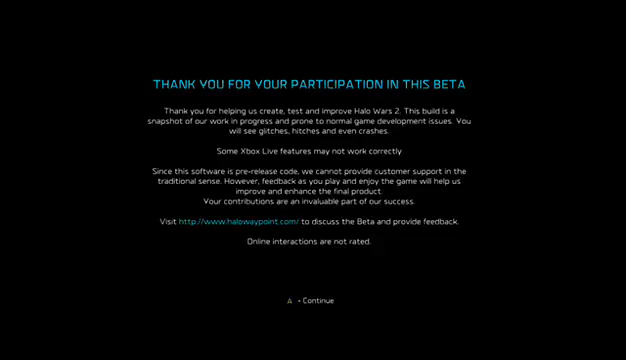 THANK YOU FOR YOUR PARTICIPATION IN THIS BETA
Thank you for helping us create, test and improve Halo Wars 2. This build is a
snapshot of our work in progress and prone to normal game development issues. You
will see glitches, hitches and even crashes.
Some Xbox Live features may not work correctly
Since this software is pre-release code, we cannot provide customer support in the
traditional sense. However, feedback as you play and enjoy the game will help us
improve and enhance the final product.
Your contributions are an invaluable part of our success.
Visit http://www.halowaypoint.com/ to discuss the Beta and provide feedback.
Online interactions are not rated.
A - Continue